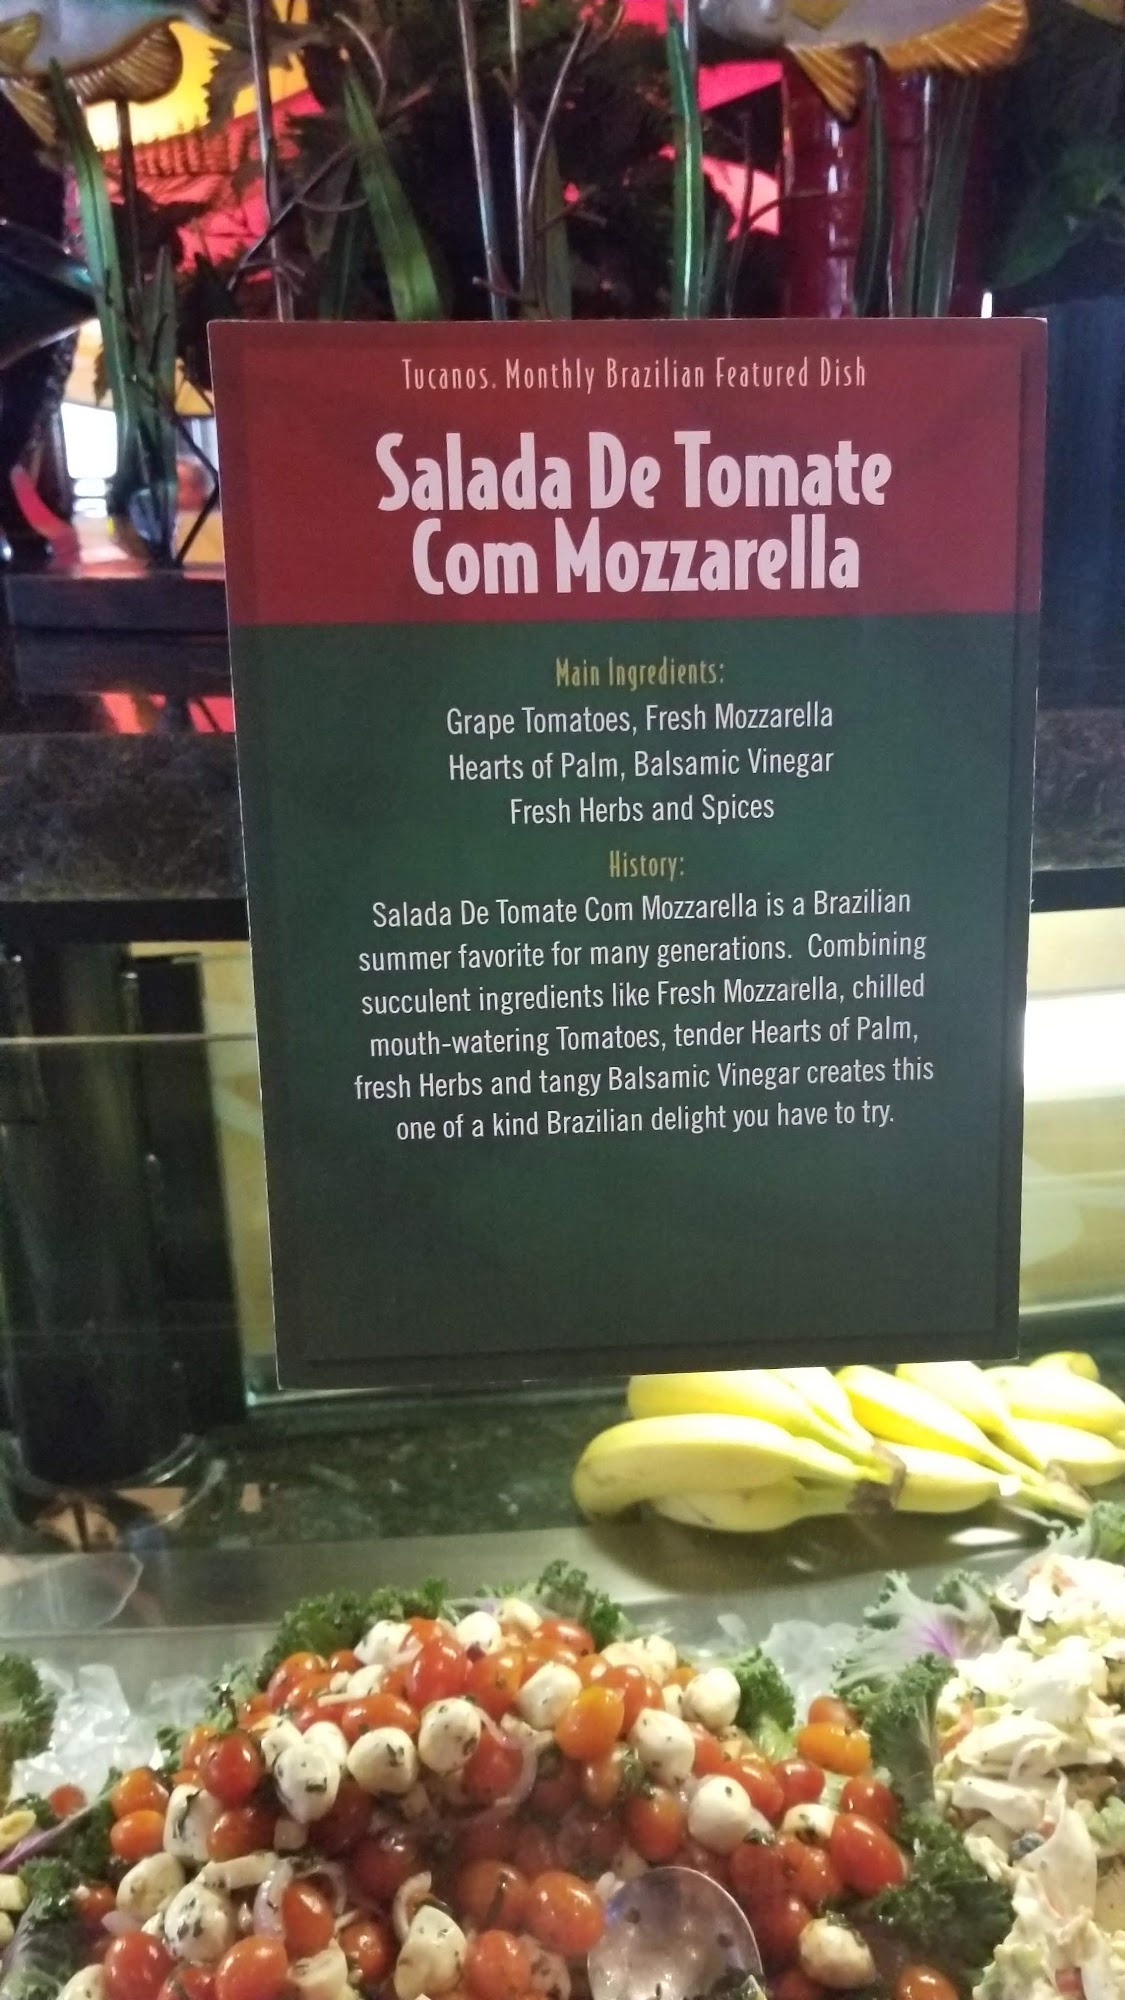 Tucanos. Monthly Brazilian Featured Dish
Salada De Tomate
Com Mozzarella
Main Ingredients:
Grape Tomatoes, Fresh Mozzarella
Hearts of Palm, Balsamic Vinegar
Fresh Herbs and Spices
History:
Salada De Tomate Com Mozzarella is a Brazilian
summer favorite for many generations. Combining
succulent ingredients like Fresh Mozzarella, chilled
mouth-watering Tomatoes, tender Hearts of Palm,
fresh Herbs and tangy Balsamic Vinegar creates this
one of a kind Brazilian delight you have to try.